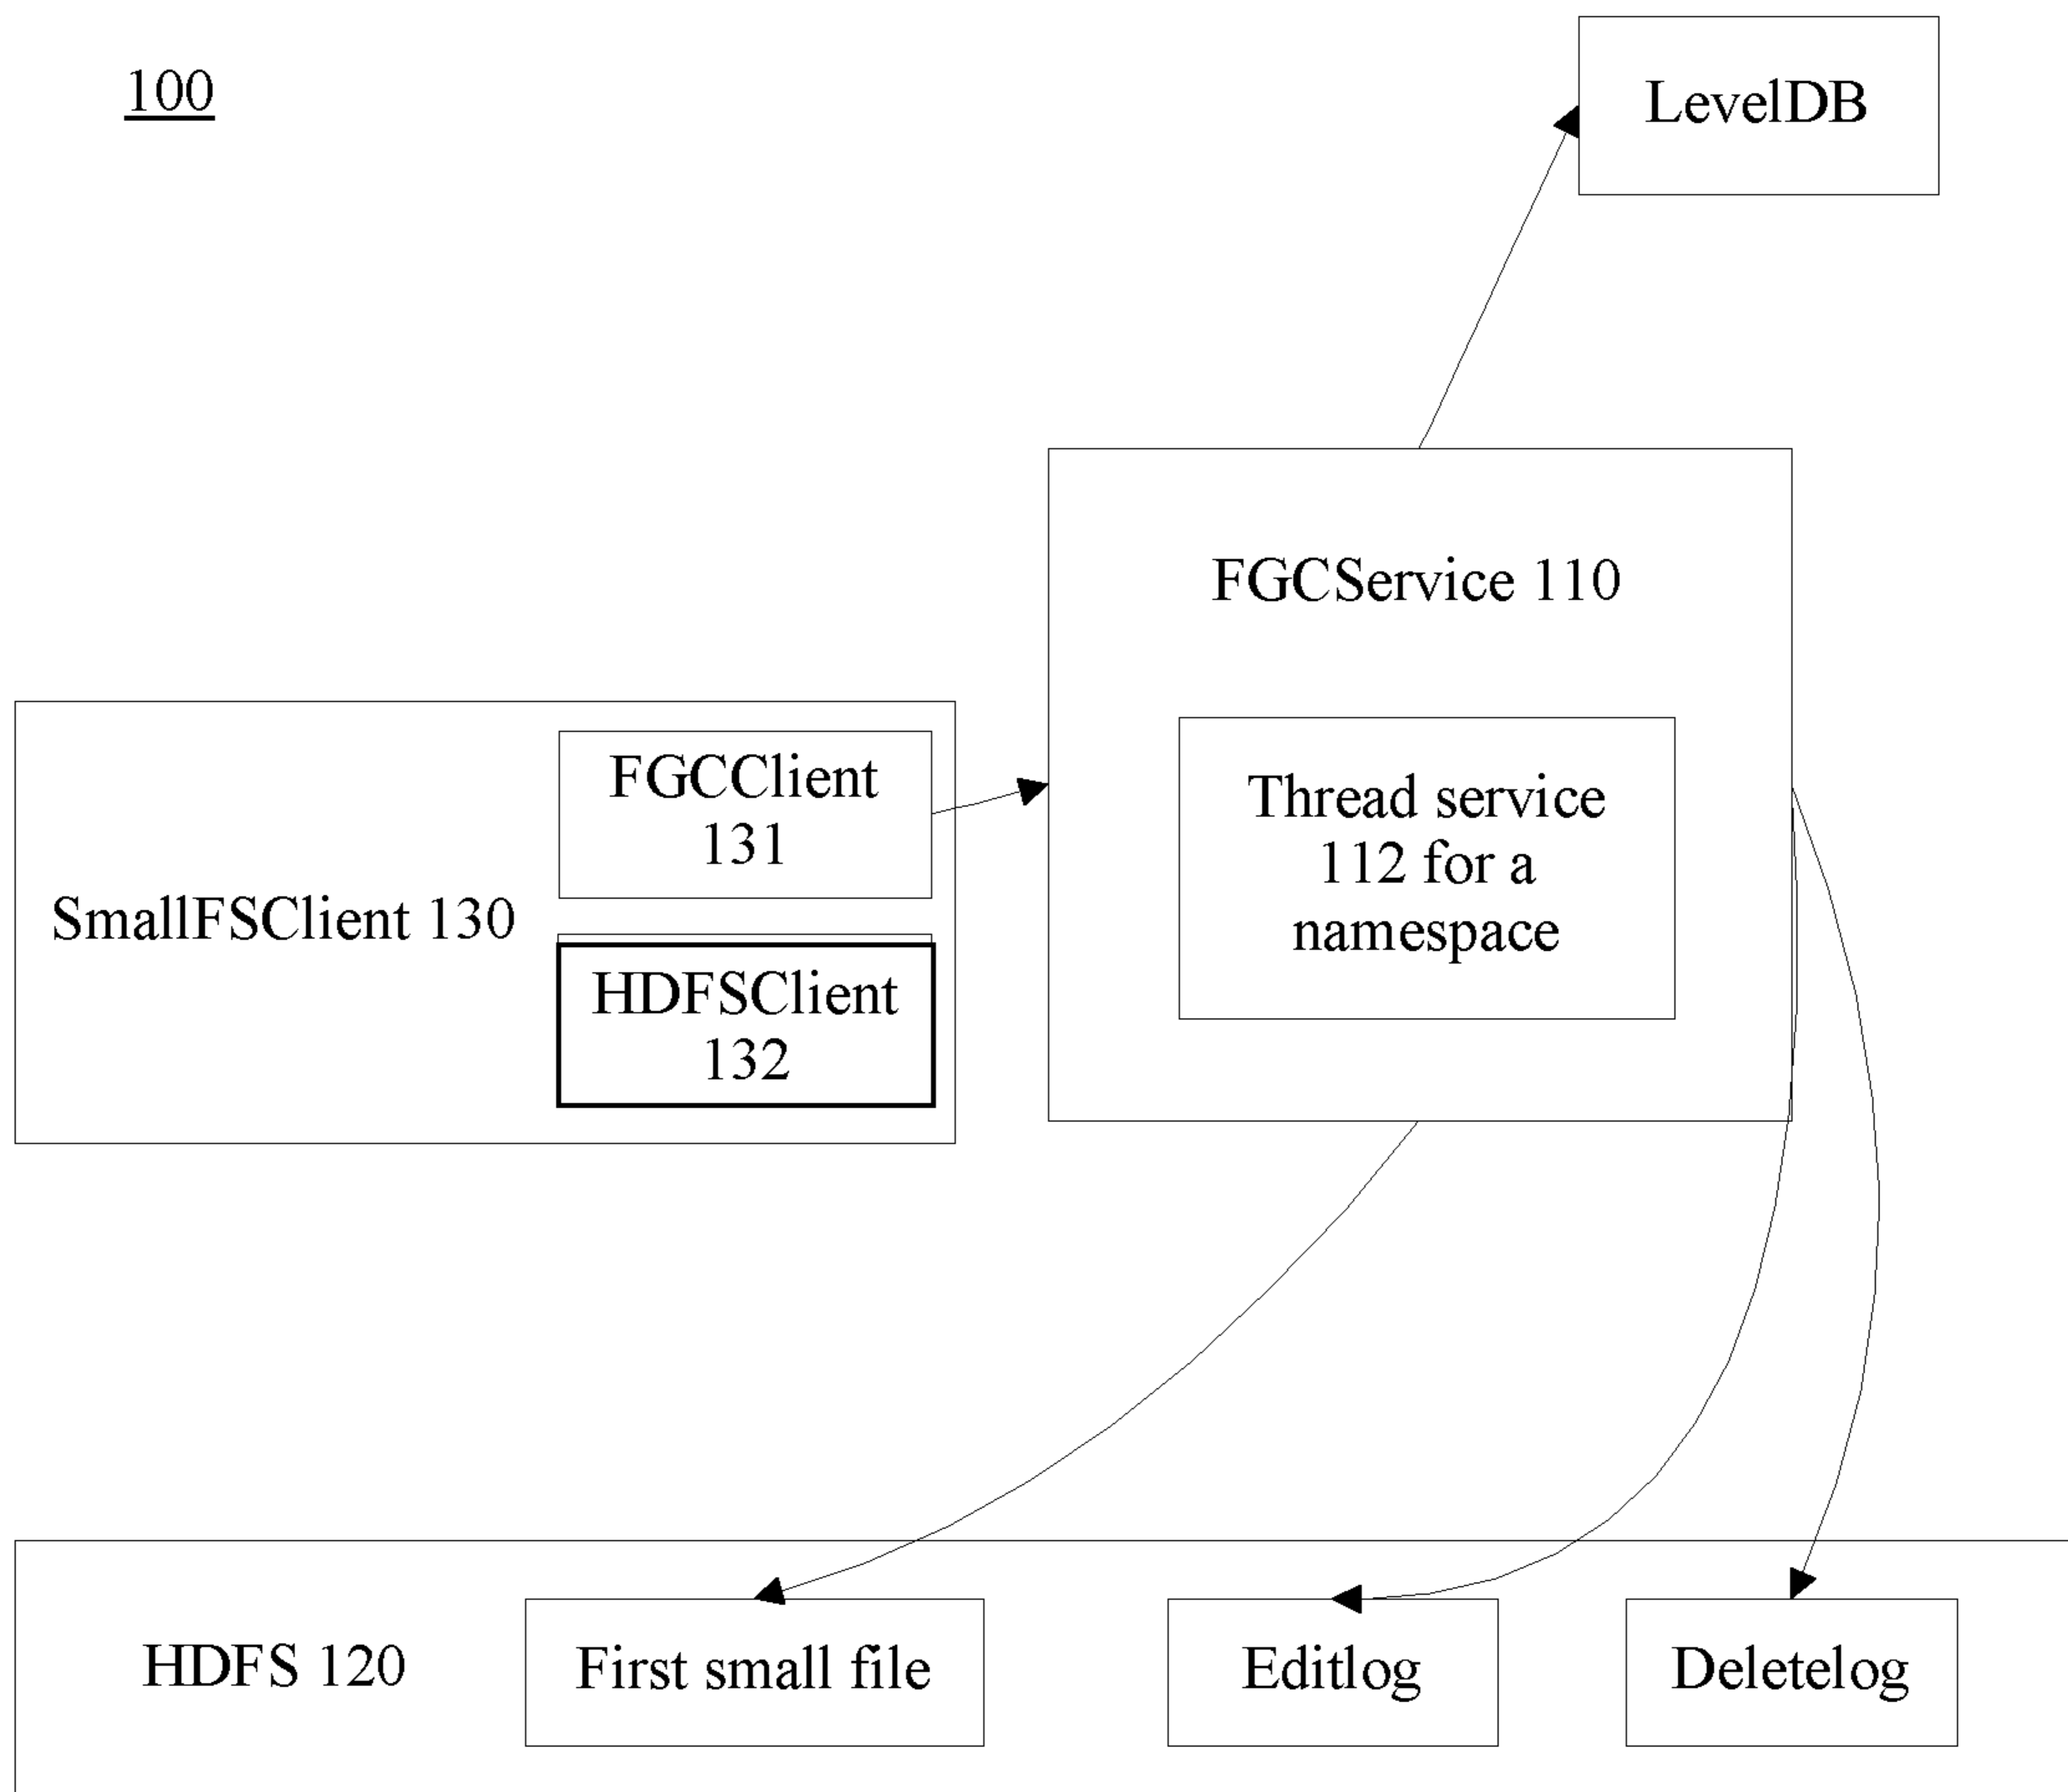 100
LevelDB
FGCService 110
Thread service
112 for a
namespace
SmallFSClient 130
FGCClient
131
HDFSClient
132
HDFS 120
First small file
Editlog
Deletelog